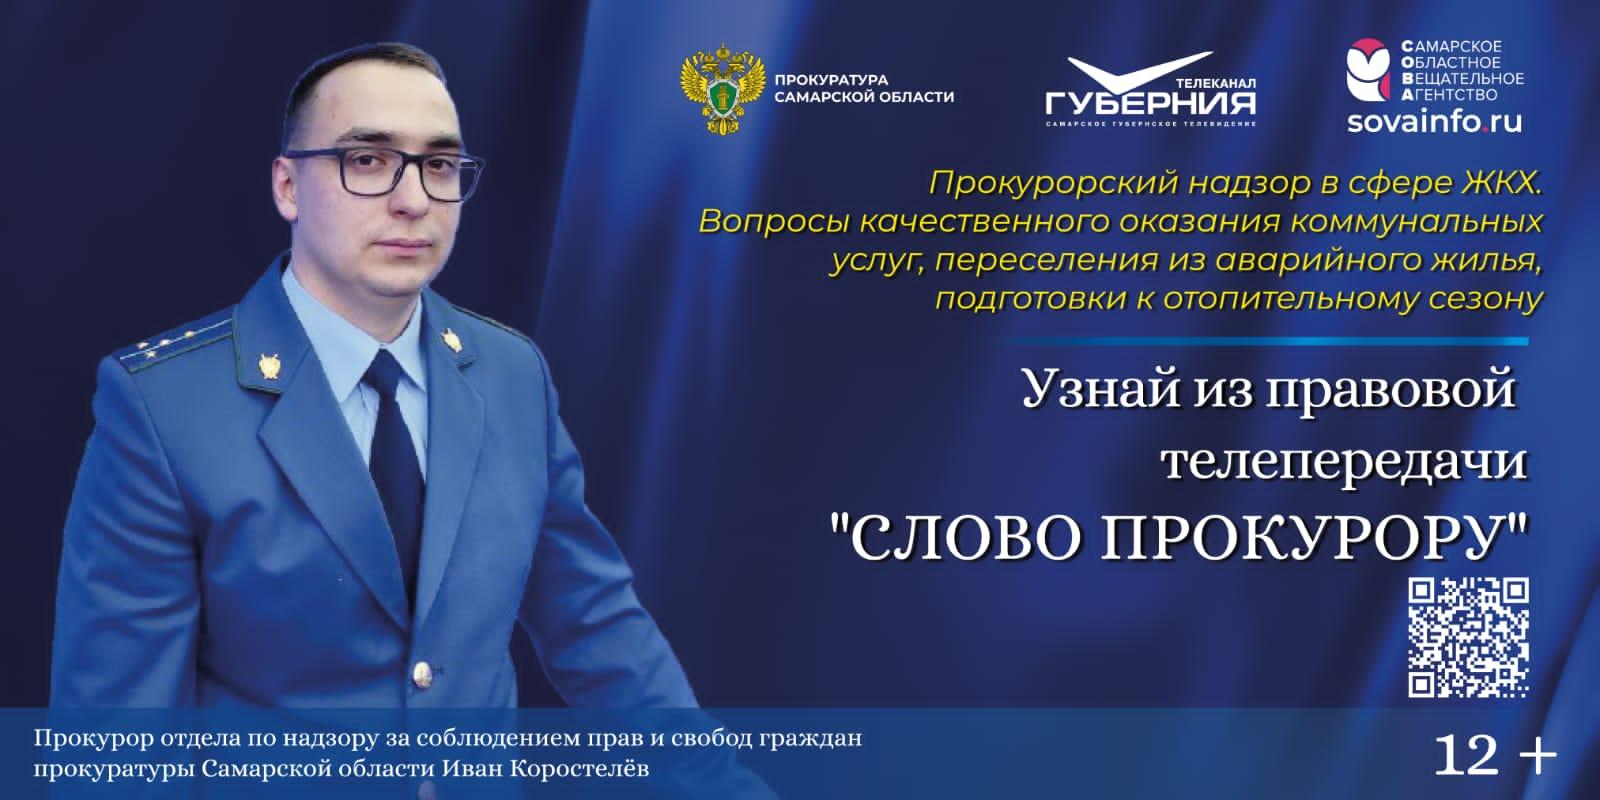 ПРОКУРАТУРА
САМАРСКОЙ ОБЛАСТИ
ТЕЛЕКАНАЛ
ГУБЕРНИЯ
САМАРСКОЕ ГУБЕРНСКОЕ ТЕЛЕВИДЕНИЕ
САМАРСКОЕ
ОБЛАСТНОЕ
ВЕЩАТЕЛЬНОЕ
АГЕНТСТВО
sovainfo.ru
Прокурорский надзор в сфере ЖКХ.
Вопросы качественного оказания коммунальных
услуг, переселения из аварийного жилья,
подготовки к отопительному сезону
Узнай из правовой
телепередачи
"СЛОВО ПРОКУРОРУ"
Прокурор отдела по надзору за соблюдением прав и свобод граждан
прокуратуры Самарской области Иван Коростелёв
12 +